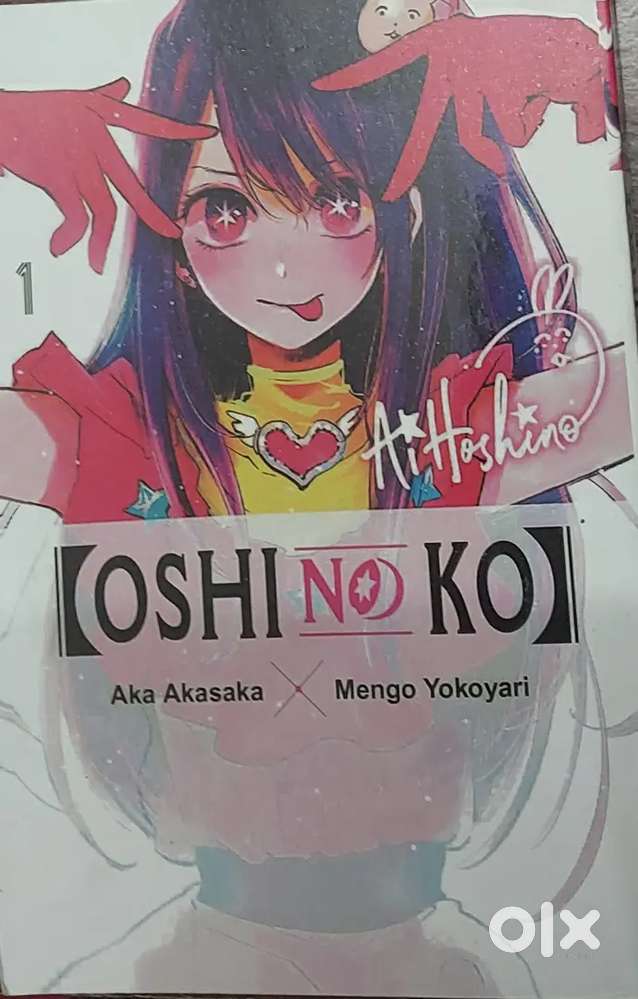 1
Ai Hoshino
【OSHI NO KO】
Aka Akasaka × Mengo Yokoyari
olx